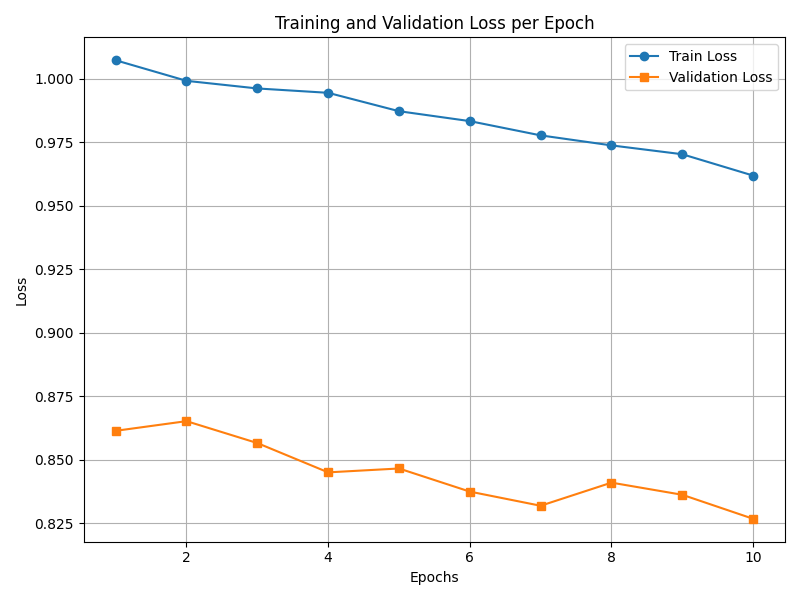 Training and Validation Loss per Epoch
Train Loss
Validation Loss
1.000
0.975
0.950
0.925
0.900
0.875
0.850
0.825
Loss
2 4 6 8 10
Epochs